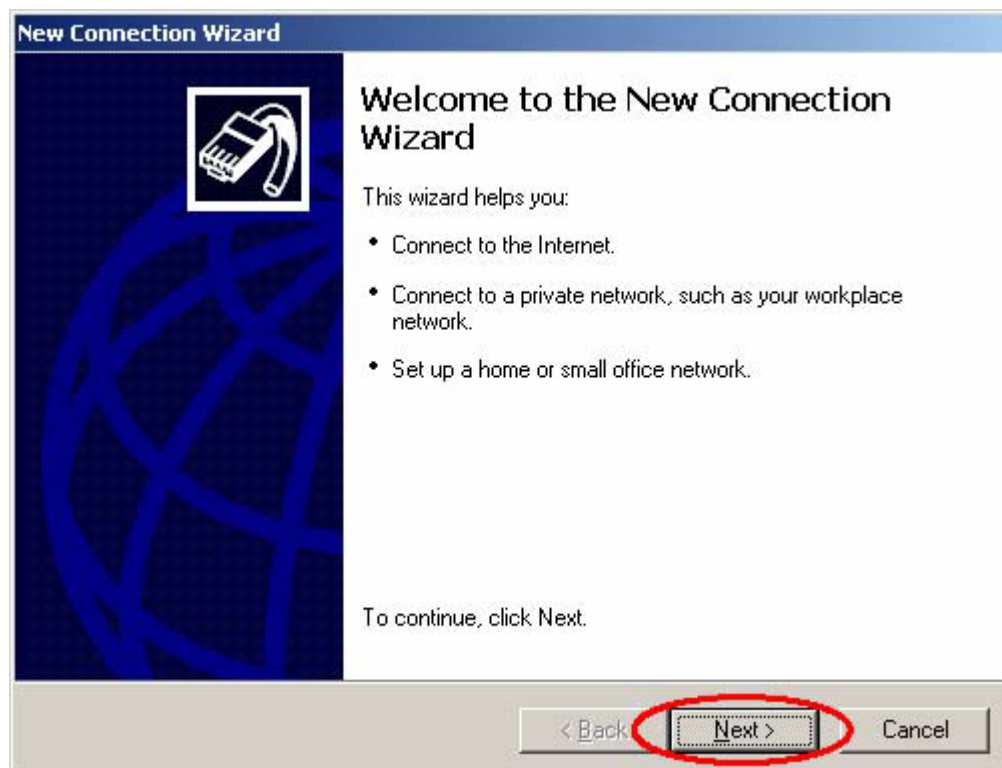 New Connection Wizard
Welcome to the New Connection
Wizard
This wizard helps you:
• Connect to the Internet.
• Connect to a private network, such as your workplace
network.
• Set up a home or small office network.
To continue, click Next.
< Back
Next >
Cancel